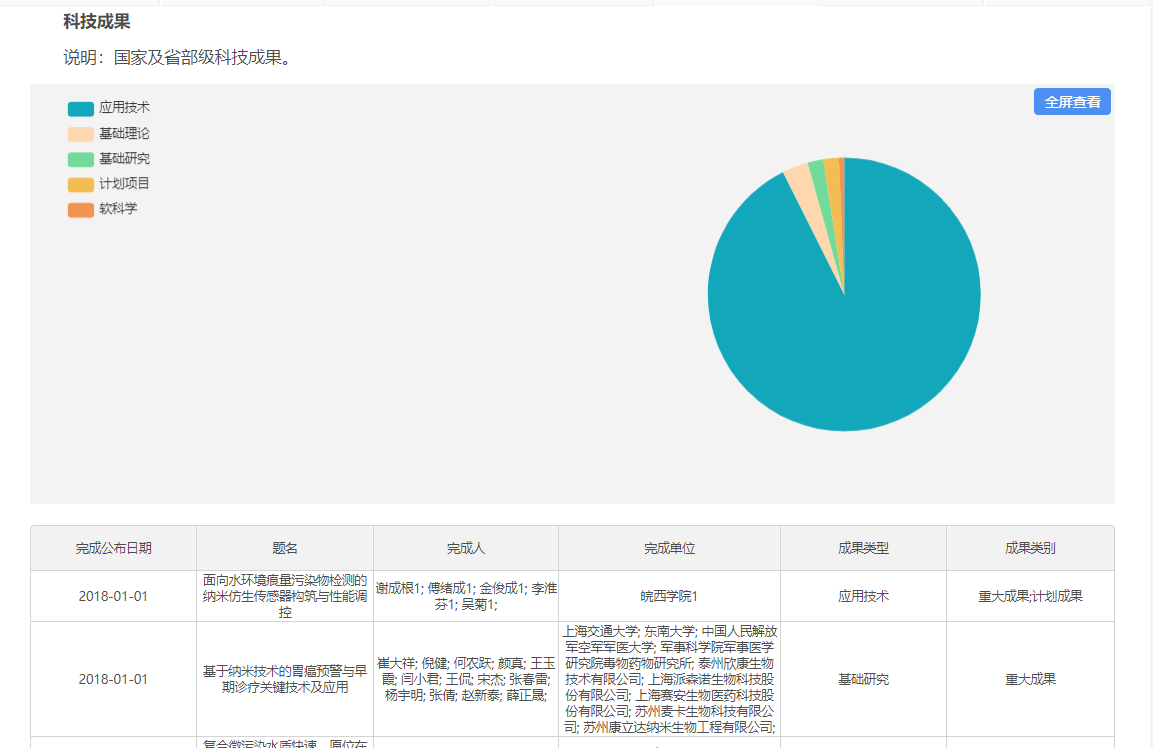 科技成果
说明：国家及省部级科技成果。
应用技术
基础理论
基础研究
计划项目
软科学
全屏查看
完成公布日期
题名
完成人
完成单位
成果类型
成果类别
2018-01-01
面向水环境痕量污染物检测的
纳米仿生传感器构筑与性能调
控
谢成根1; 傅绪成1; 金俊成1; 李淮
芬1; 吴菊1;
皖西学院1
应用技术
重大成果;计划成果
2018-01-01
基于纳米技术的胃癌预警与早
期诊疗关键技术及应用
崔大祥; 倪健; 何农跃; 颜真; 王玉
霞; 闫小君; 王侃; 宋杰; 张春雷;
杨宇明; 张倩; 赵新泰; 薛正晟;
上海交通大学; 东南大学; 中国人民解放
军空军军医大学; 军事科学院军事医学
研究院毒物药物研究所; 泰州欣康生物
技术有限公司; 上海派森诺生物科技股
份有限公司; 上海赛安生物医药科技股
份有限公司; 苏州麦卡生物科技有限公
司; 苏州康立达纳米生物工程有限公司;
基础研究
重大成果